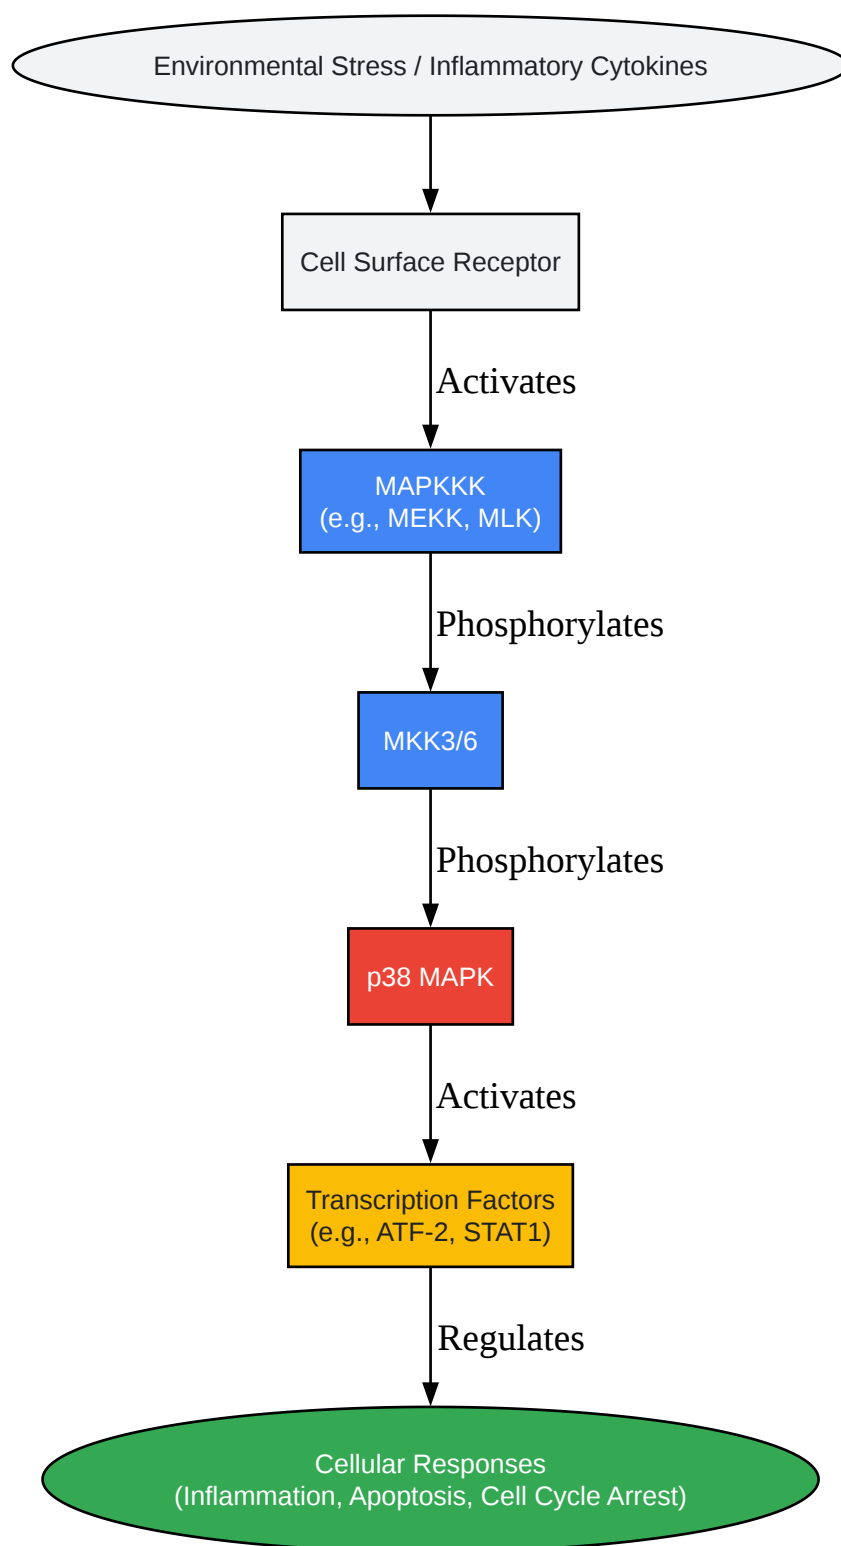 Environmental Stress / Inflammatory Cytokines
Cell Surface Receptor
Activates
MAPKKK
(e.g., MEKK, MLK)
Phosphorylates
MKK3/6
Phosphorylates
p38 MAPK
Activates
Transcription Factors
(e.g., ATF-2, STAT1)
Regulates
Cellular Responses
(Inflammation, Apoptosis, Cell Cycle Arrest)